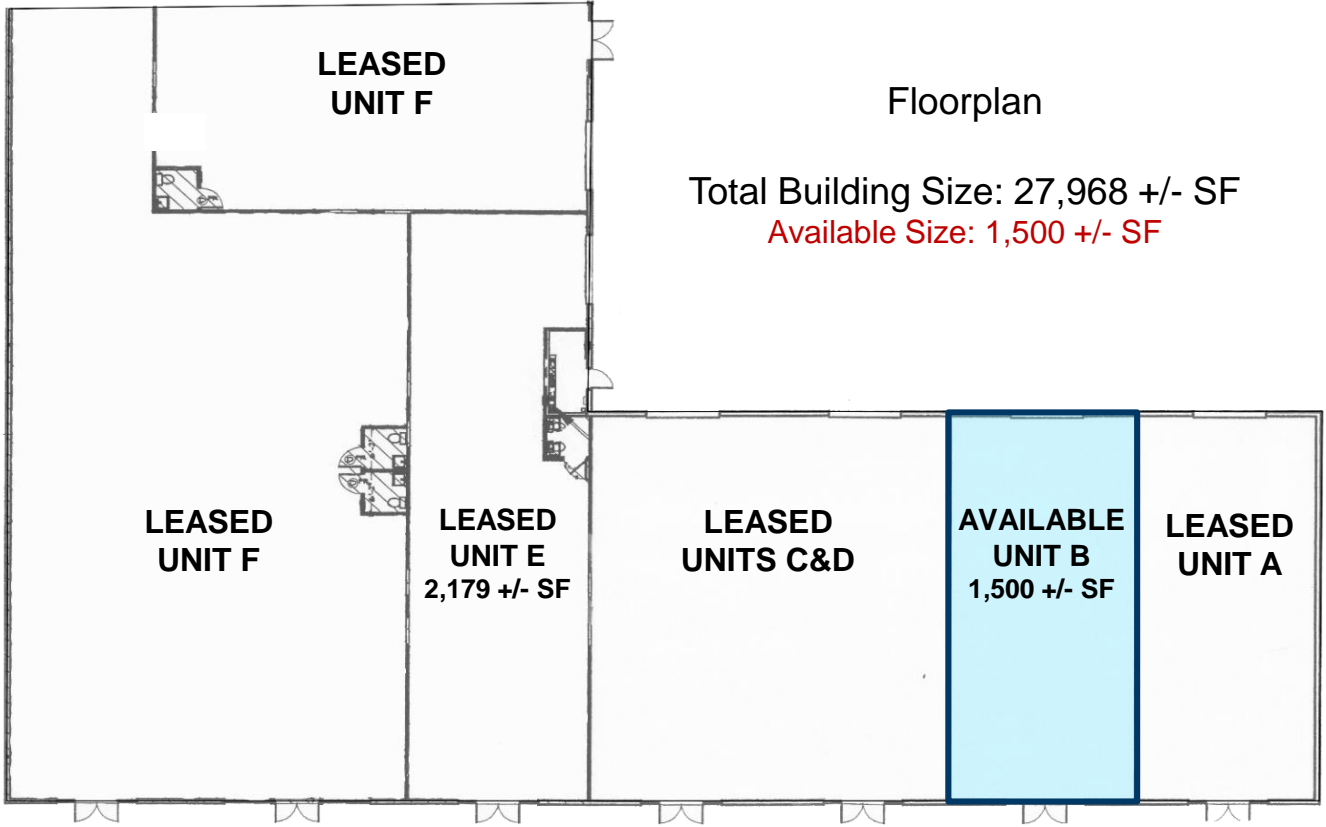 LEASED
UNIT F
Floorplan
Total Building Size: 27,968 +/- SF
Available Size: 1,500 +/- SF
LEASED
UNIT F
LEASED
UNIT E
2,179 +/- SF
LEASED
UNITS C&D
AVAILABLE
UNIT B
1,500 +/- SF
LEASED
UNIT A